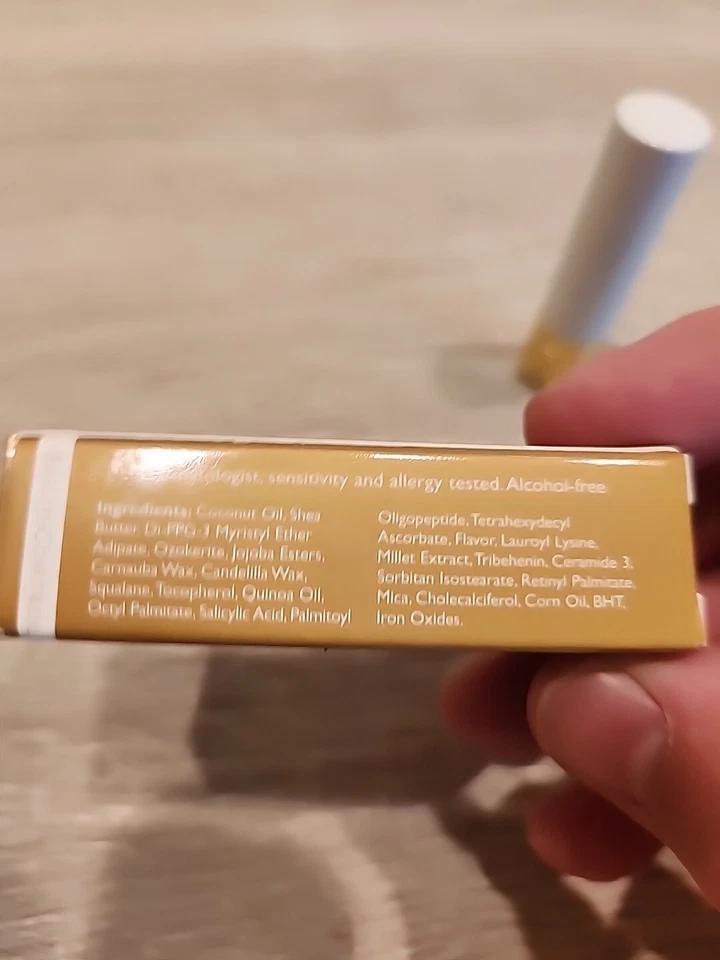 sensitivity and allergy tested. Alcohol-free
Ingredients: Coconut Oil, Shea
Butter, Di-PPG-3 Myristyl Ether
Adipate, Ozokerite, Jojoba Esters,
Carnauba Wax, Candelilla Wax,
Squalane, Tocopherol, Quinoa Oil,
Octyl Palmitate, Salicylic Acid, Palmitoyl
Oligopeptide, Tetrahexydecyl
Ascorbate, Flavor, Lauroyl Lysine,
Millet Extract, Tribehenin, Ceramide 3,
Sorbitan Isostearate, Retinyl Palmitate,
Mica, Cholecalciferol, Corn Oil, BHT,
Iron Oxides.